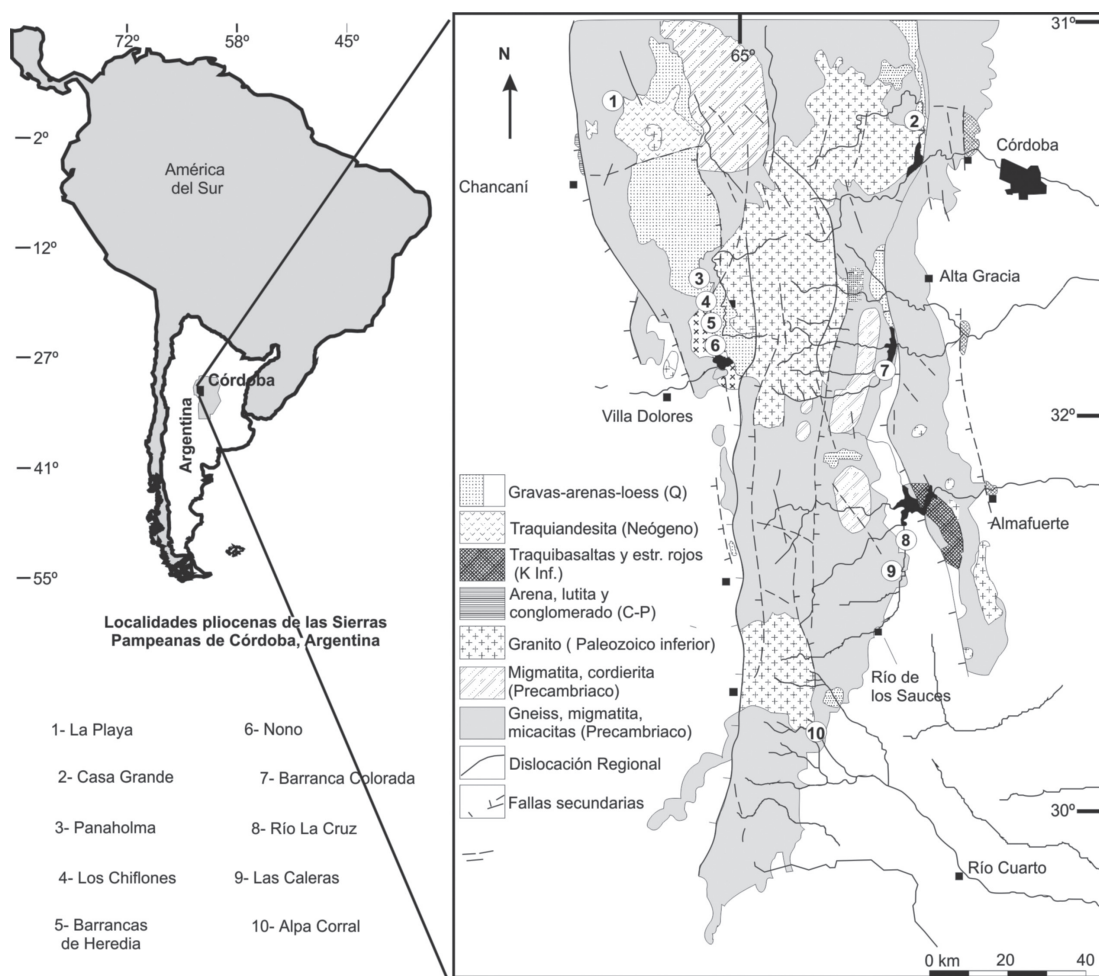 72º 58º 45º
2º
12º
27º
41º
55º
América
del Sur
Córdoba
Argentina
Localidades pliocenas de las Sierras
Pampeanas de Córdoba, Argentina
1- La Playa
2- Casa Grande
3- Panaholma
4- Los Chiflones
5- Barrancas
de Heredia
6- Nono
7- Barranca Colorada
8- Río La Cruz
9- Las Caleras
10- Alpa Corral
N
65º
31º
1
2
Córdoba
Chancaní
3
Alta Gracia
4
5
6
7
Villa Dolores
32º
Gravas-arenas-loess (Q)
Traquiandesita (Neógeno)
Traquibasaltas y estr. rojos
(K Inf.)
Arena, lutita y
conglomerado (C-P)
Granito ( Paleozoico inferior)
Migmatita, cordierita
(Precambriaco)
Gneiss, migmatita,
micacitas (Precambriaco)
Dislocación Regional
Fallas secundarias
Almafuerte
8
9
Río de
los Sauces
10
30º
Río Cuarto
0 km 20 40